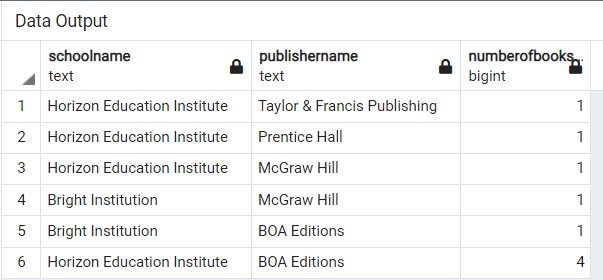 Data Output
schoolname publishername numberofbooks...
text text bigint
1 Horizon Education Institute Taylor & Francis Publishing 1
2 Horizon Education Institute Prentice Hall 1
3 Horizon Education Institute McGraw Hill 1
4 Bright Institution McGraw Hill 1
5 Bright Institution BOA Editions 1
6 Horizon Education Institute BOA Editions 4